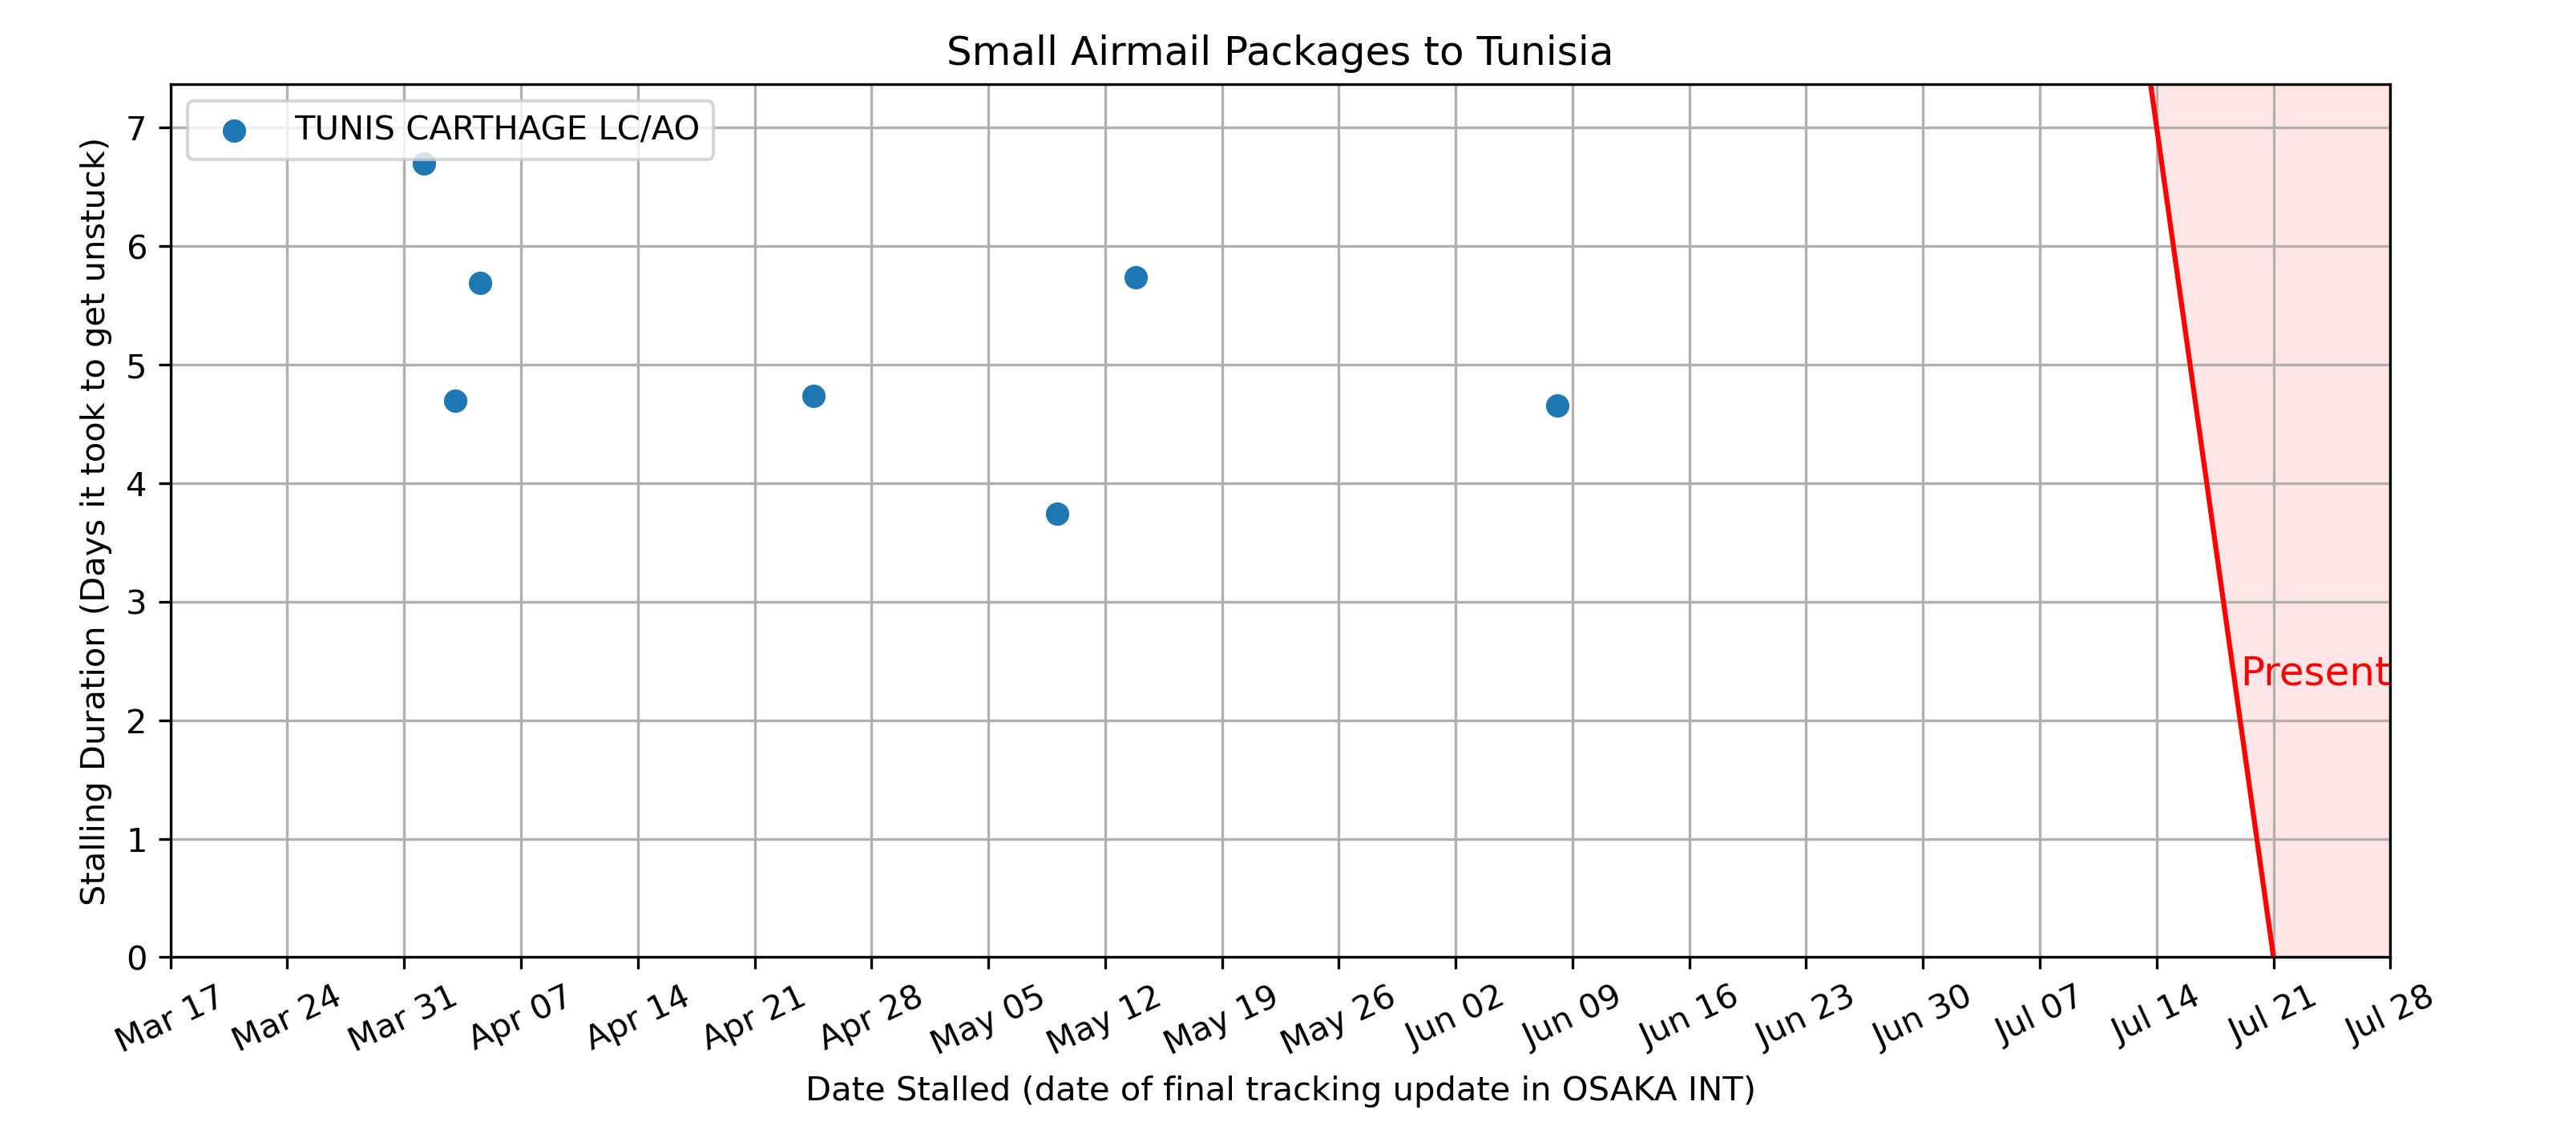 Small Airmail Packages to Tunisia
TUNIS CARTHAGE LC/AO
Stalling Duration (Days it took to get unstuck)
7
6
5
4
3
2
1
0
Present
Mar 17
Mar 24
Mar 31
Apr 07
Apr 14
Apr 21
Apr 28
May 05
May 12
May 19
May 26
Jun 02
Jun 09
Jun 16
Jun 23
Jun 30
Jul 07
Jul 14
Jul 21
Jul 28
Date Stalled (date of final tracking update in OSAKA INT)